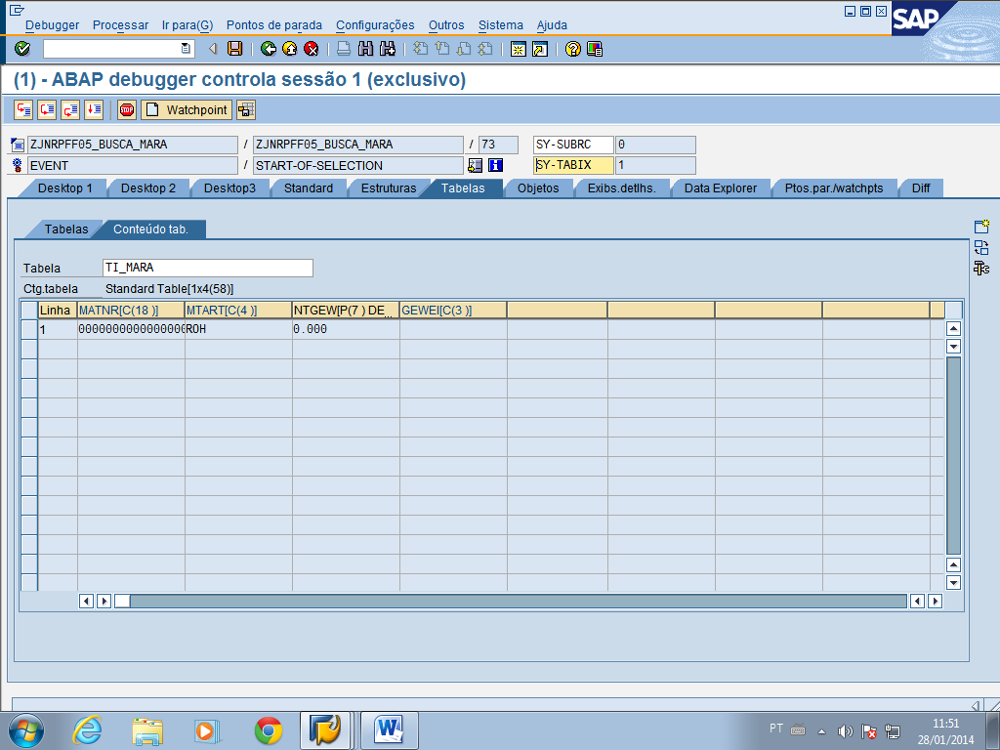 Debugger Processar Ir para(G) Pontos de parada Configurações Outros Sistema Ajuda
SAP
(1) - ABAP debugger controla sessão 1 (exclusivo)
Watchpoint
ZJNRPFF05_BUSCA_MARA / ZJNRPFF05_BUSCA_MARA / 73 SY-SUBRC 0
EVENT / START-OF-SELECTION SY-TABIX 1
Desktop 1 Desktop 2 Desktop3 Standard Estruturas Tabelas Objetos Exibs.detlhs. Data Explorer Ptos.par./watchpts Diff
Tabelas Conteúdo tab.
Tabela TI_MARA
Ctg.tabela Standard Table[1x4(58)]
Linha MATNR[C(18 )] MTART[C(4 )] NTGEW[P(7 ) DE... GEWEI[C(3 )]
1 000000000000000 ROH 0.000
PT 11:51
28/01/2014